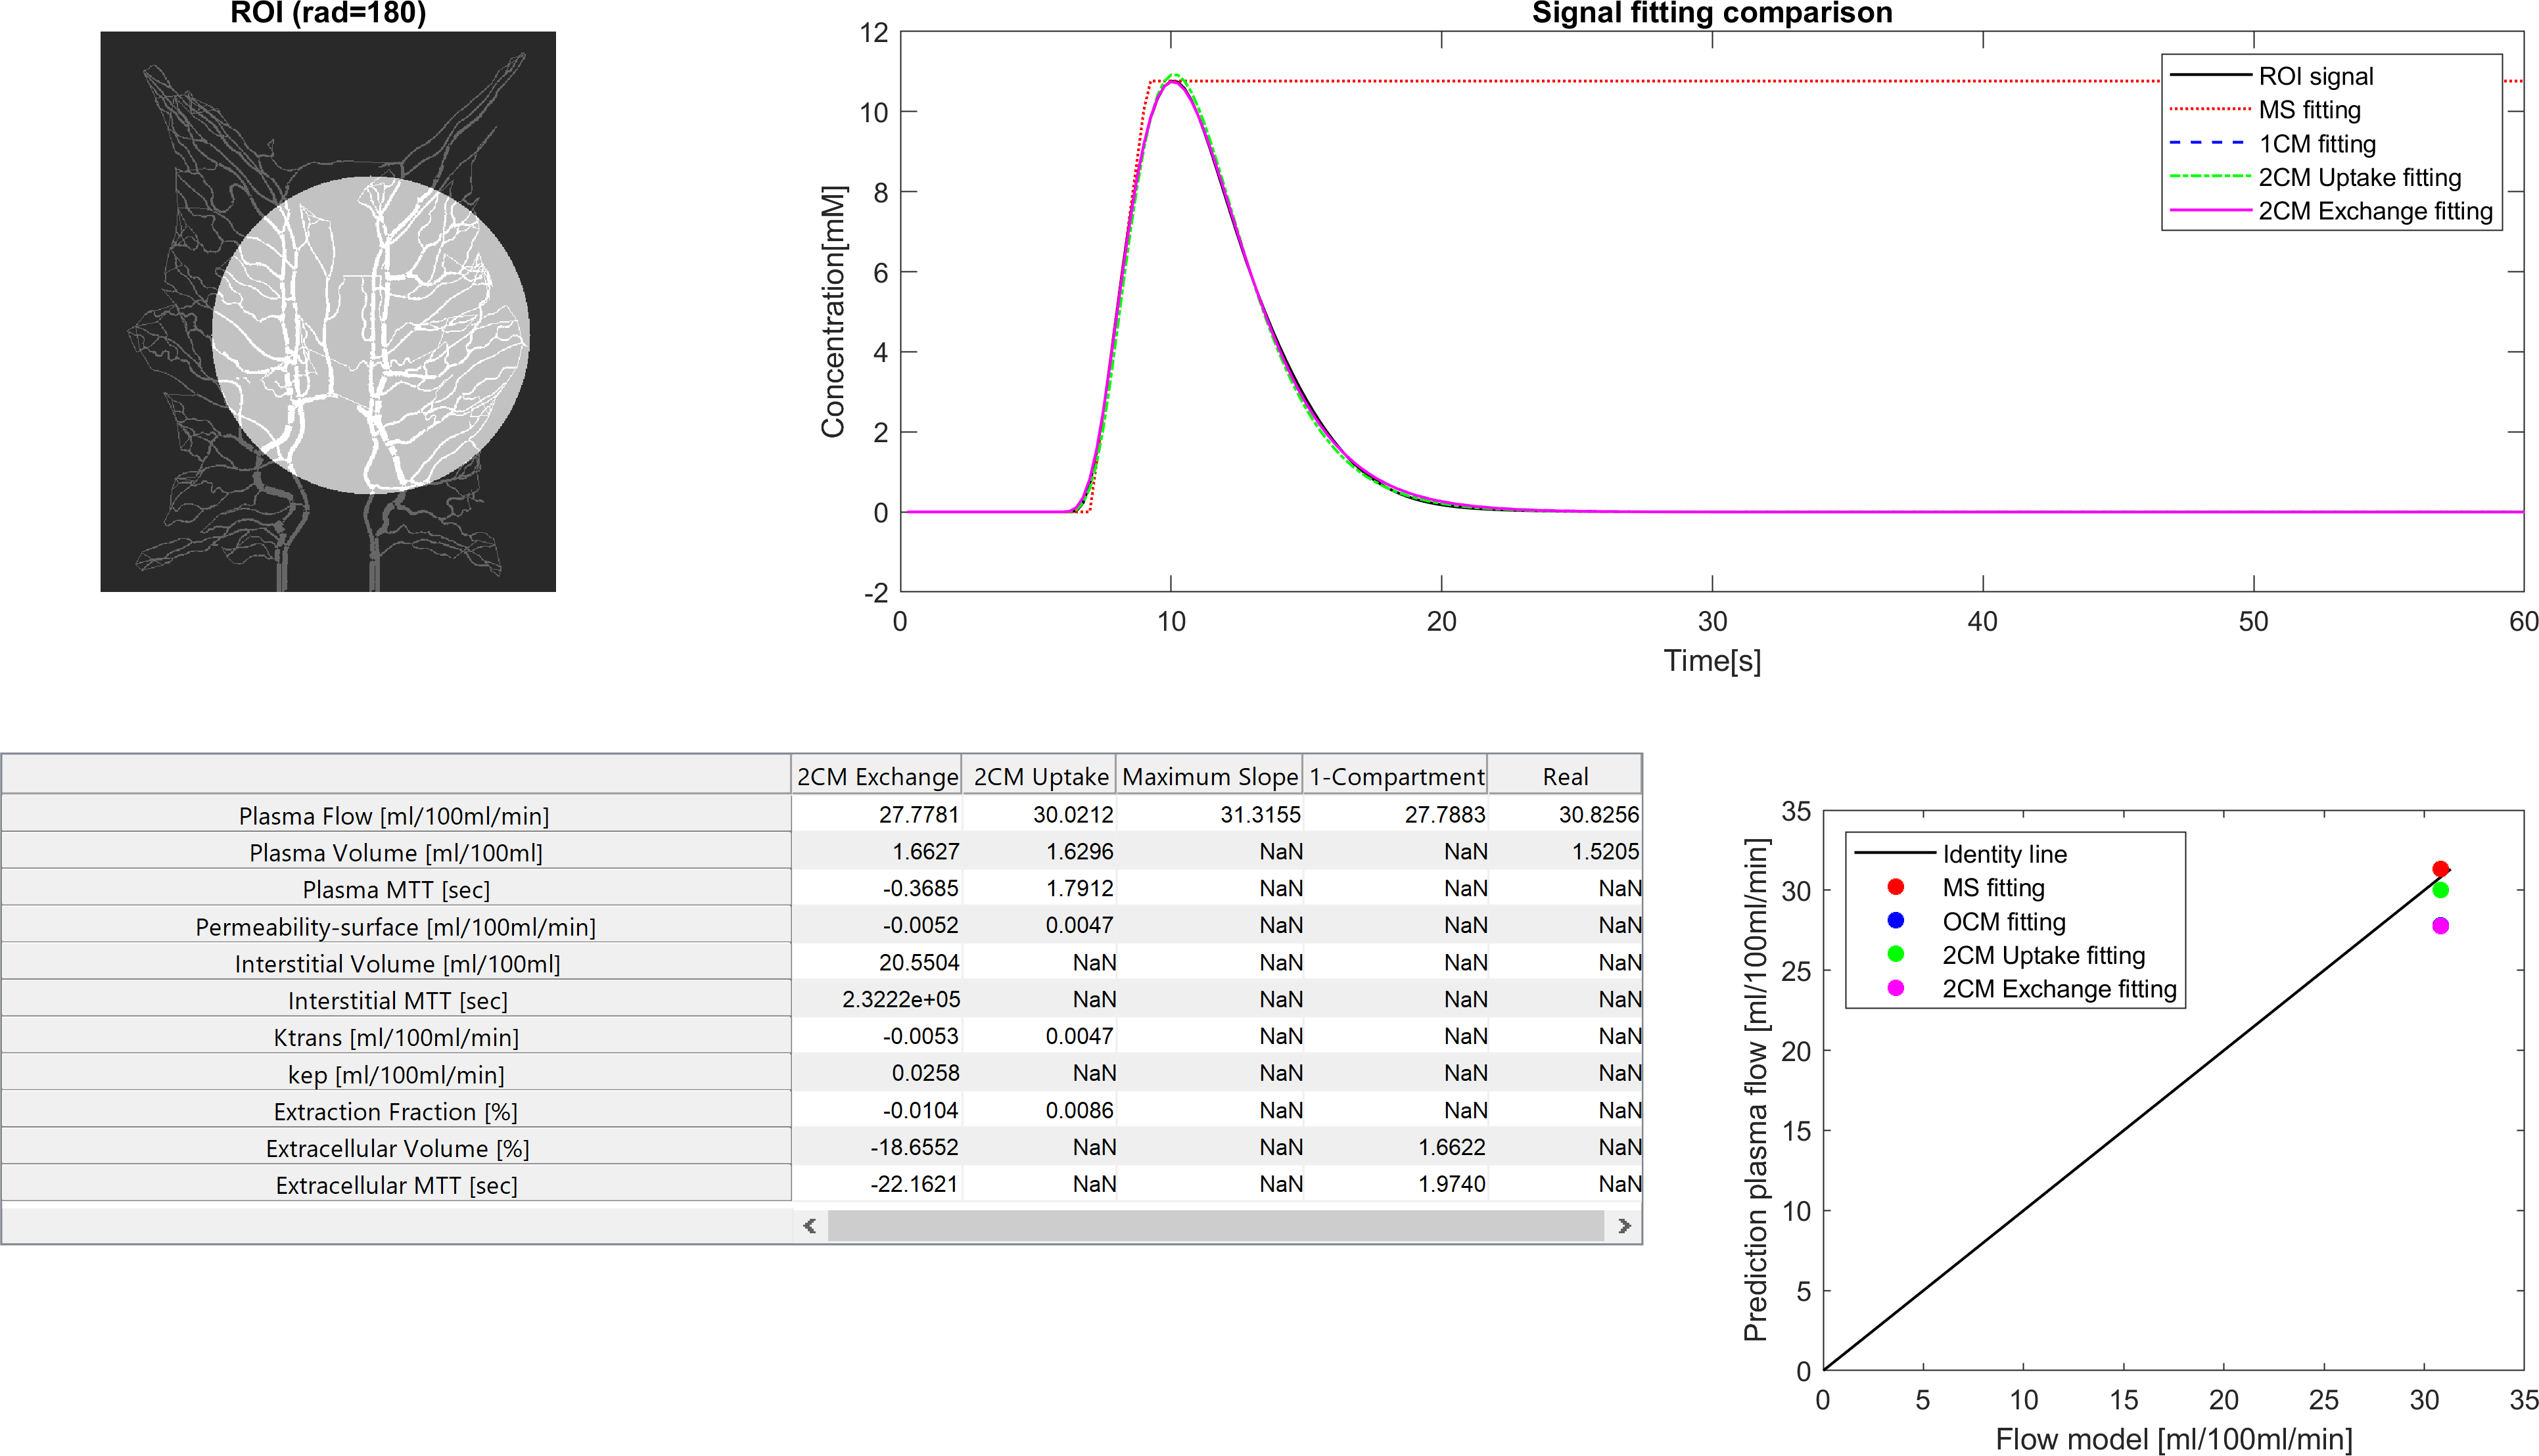 ROI (rad=180)
Signal fitting comparison
12
10
8
6
4
2
0
-2
Concentration[mM]
0 10 20 30 40 50 60
Time[s]
ROI signal
MS fitting
1CM fitting
2CM Uptake fitting
2CM Exchange fitting
2CM Exchange 2CM Uptake Maximum Slope 1-Compartment Real
Plasma Flow [ml/100ml/min] 27.7781 30.0212 31.3155 27.7883 30.8256
Plasma Volume [ml/100ml] 1.6627 1.6296 NaN NaN 1.5205
Plasma MTT [sec] -0.3685 1.7912 NaN NaN NaN
Permeability-surface [ml/100ml/min] -0.0052 0.0047 NaN NaN NaN
Interstitial Volume [ml/100ml] 20.5504 NaN NaN NaN NaN
Interstitial MTT [sec] 2.3222e+05 NaN NaN NaN NaN
Ktrans [ml/100ml/min] -0.0053 0.0047 NaN NaN NaN
kep [ml/100ml/min] 0.0258 NaN NaN NaN NaN
Extraction Fraction [%] -0.0104 0.0086 NaN NaN NaN
Extracellular Volume [%] -18.6552 NaN NaN 1.6622 NaN
Extracellular MTT [sec] -22.1621 NaN NaN 1.9740 NaN
35
30
25
20
15
10
5
0
Prediction plasma flow [ml/100ml/min]
Identity line
MS fitting
OCM fitting
2CM Uptake fitting
2CM Exchange fitting
0 5 10 15 20 25 30 35
Flow model [ml/100ml/min]